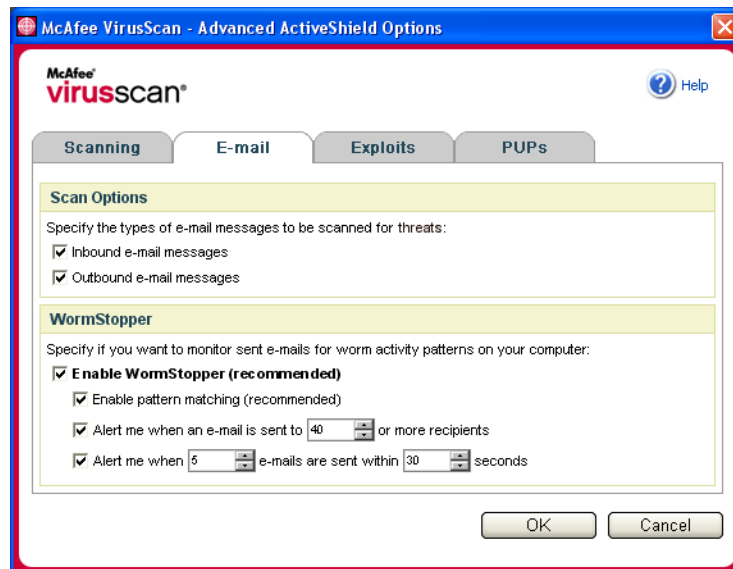 McAfee VirusScan - Advanced ActiveShield Options
McAfee®
virusscan®
Help
Scanning
E-mail
Exploits
PUPs
Scan Options
Specify the types of e-mail messages to be scanned for threats:
Inbound e-mail messages
Outbound e-mail messages
WormStopper
Specify if you want to monitor sent e-mails for worm activity patterns on your computer:
Enable WormStopper (recommended)
Enable pattern matching (recommended)
Alert me when an e-mail is sent to 40 or more recipients
Alert me when 5 e-mails are sent within 30 seconds
OK
Cancel